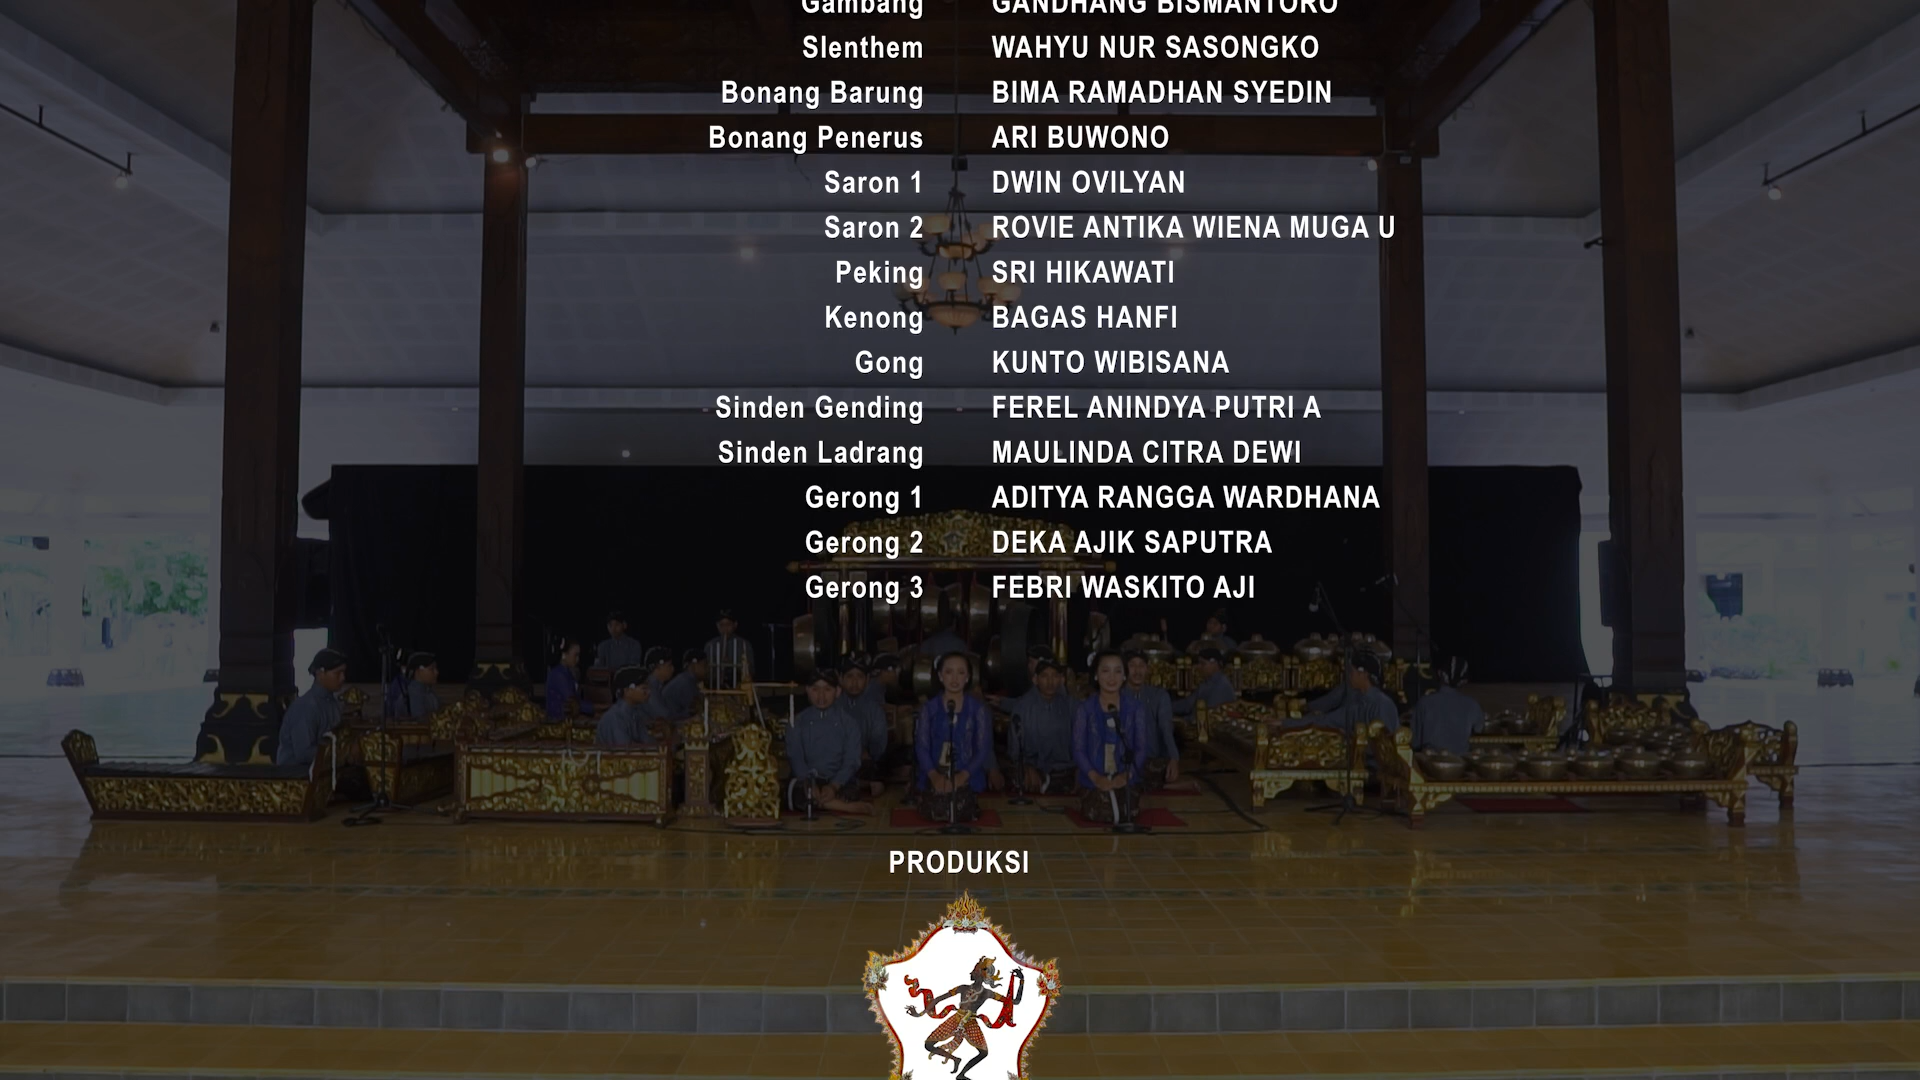 Gambang GANDHANG BISMANTORO
Slenthem WAHYU NUR SASONGKO
Bonang Barung BIMA RAMADHAN SYEDIN
Bonang Penerus ARI BUWONO
Saron 1 DWIN OVILYAN
Saron 2 ROVIE ANTIKA WIENA MUGA U
Peking SRI HIKAWATI
Kenong BAGAS HANFI
Gong KUNTO WIBISANA
Sinden Gending FEREL ANINDYA PUTRI A
Sinden Ladrang MAULINDA CITRA DEWI
Gerong 1 ADITYA RANGGA WARDHANA
Gerong 2 DEKA AJIK SAPUTRA
Gerong 3 FEBRI WASKITO AJI
PRODUKSI